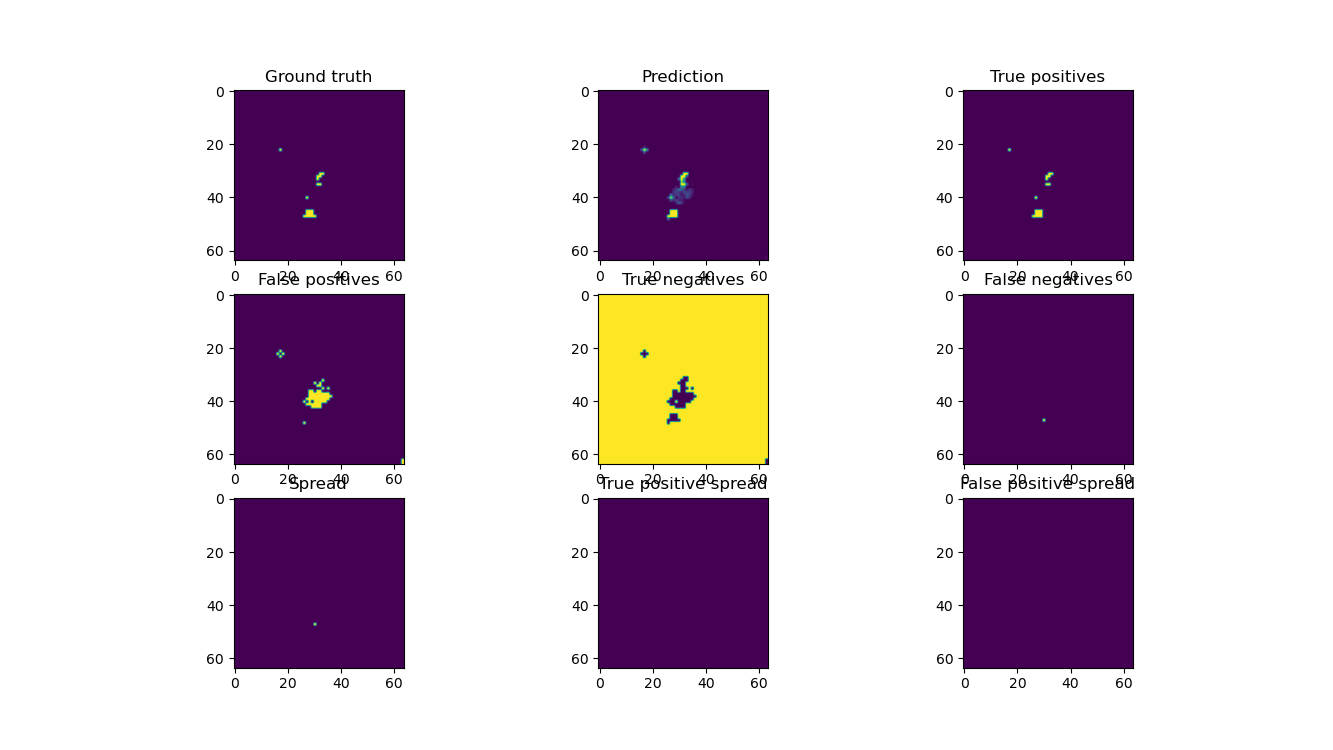 Ground truth
Prediction
True positives
0
20
40
60
0
20
40
60
0
20
40
60
0 20 40 60
0 20 40 60
0 20 40 60
False positives
True negatives
False negatives
0
20
40
60
0
20
40
60
0
20
40
60
0 20 40 60
0 20 40 60
0 20 40 60
Spread
True positive spread
False positive spread
0
20
40
60
0
20
40
60
0
20
40
60
0 20 40 60
0 20 40 60
0 20 40 60